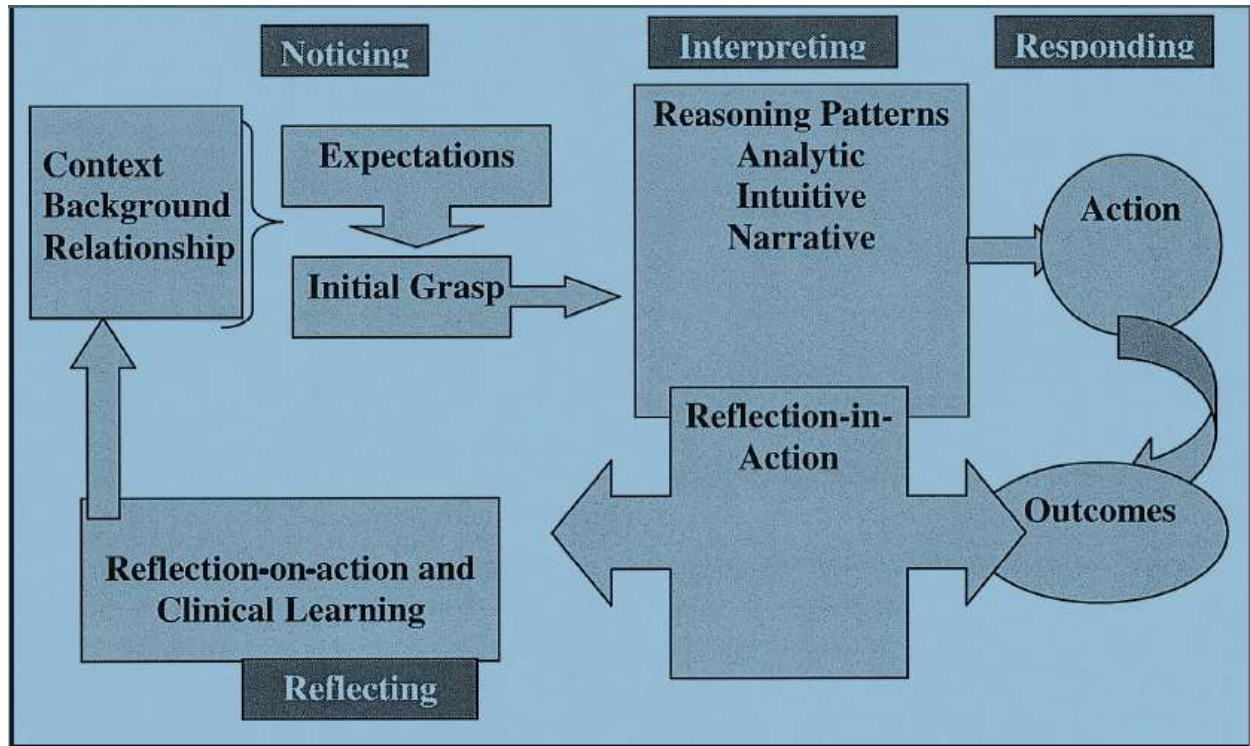 Noticing
Interpreting
Responding
Context
Background
Relationship
Expectations
Initial Grasp
Reasoning Patterns
Analytic
Intuitive
Narrative
Action
Reflection-in-
Action
Outcomes
Reflection-on-action and
Clinical Learning
Reflecting